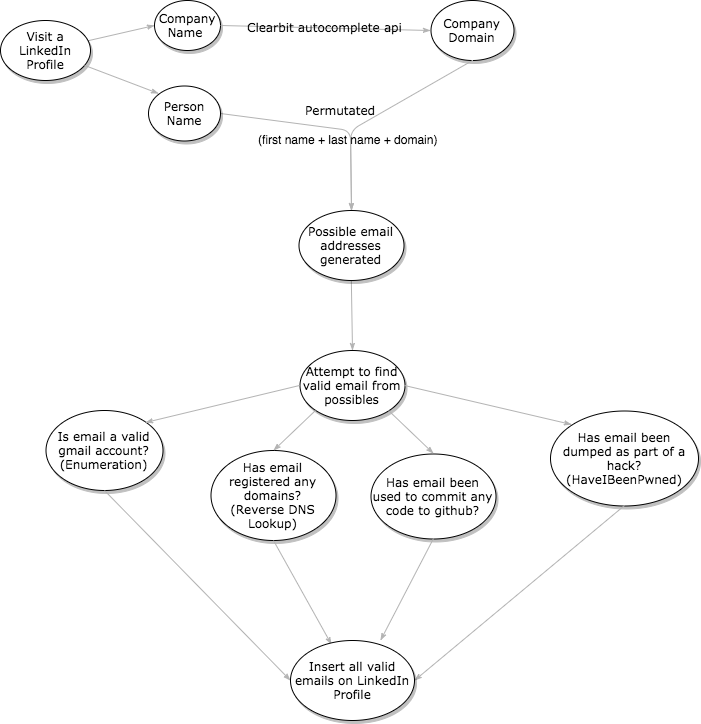 Visit a
LinkedIn
Profile
Company
Name
Clearbit autocomplete api
Company
Domain
Person
Name
Permutated
(first name + last name + domain)
Possible email
addresses
generated
Attempt to find
valid email from
possibles
Is email a valid
gmail account?
(Enumeration)
Has email
registered any
domains?
(Reverse DNS
Lookup)
Has email been
used to commit any
code to github?
Has email been
dumped as part of a
hack?
(HaveIBeenPwned)
Insert all valid
emails on LinkedIn
Profile